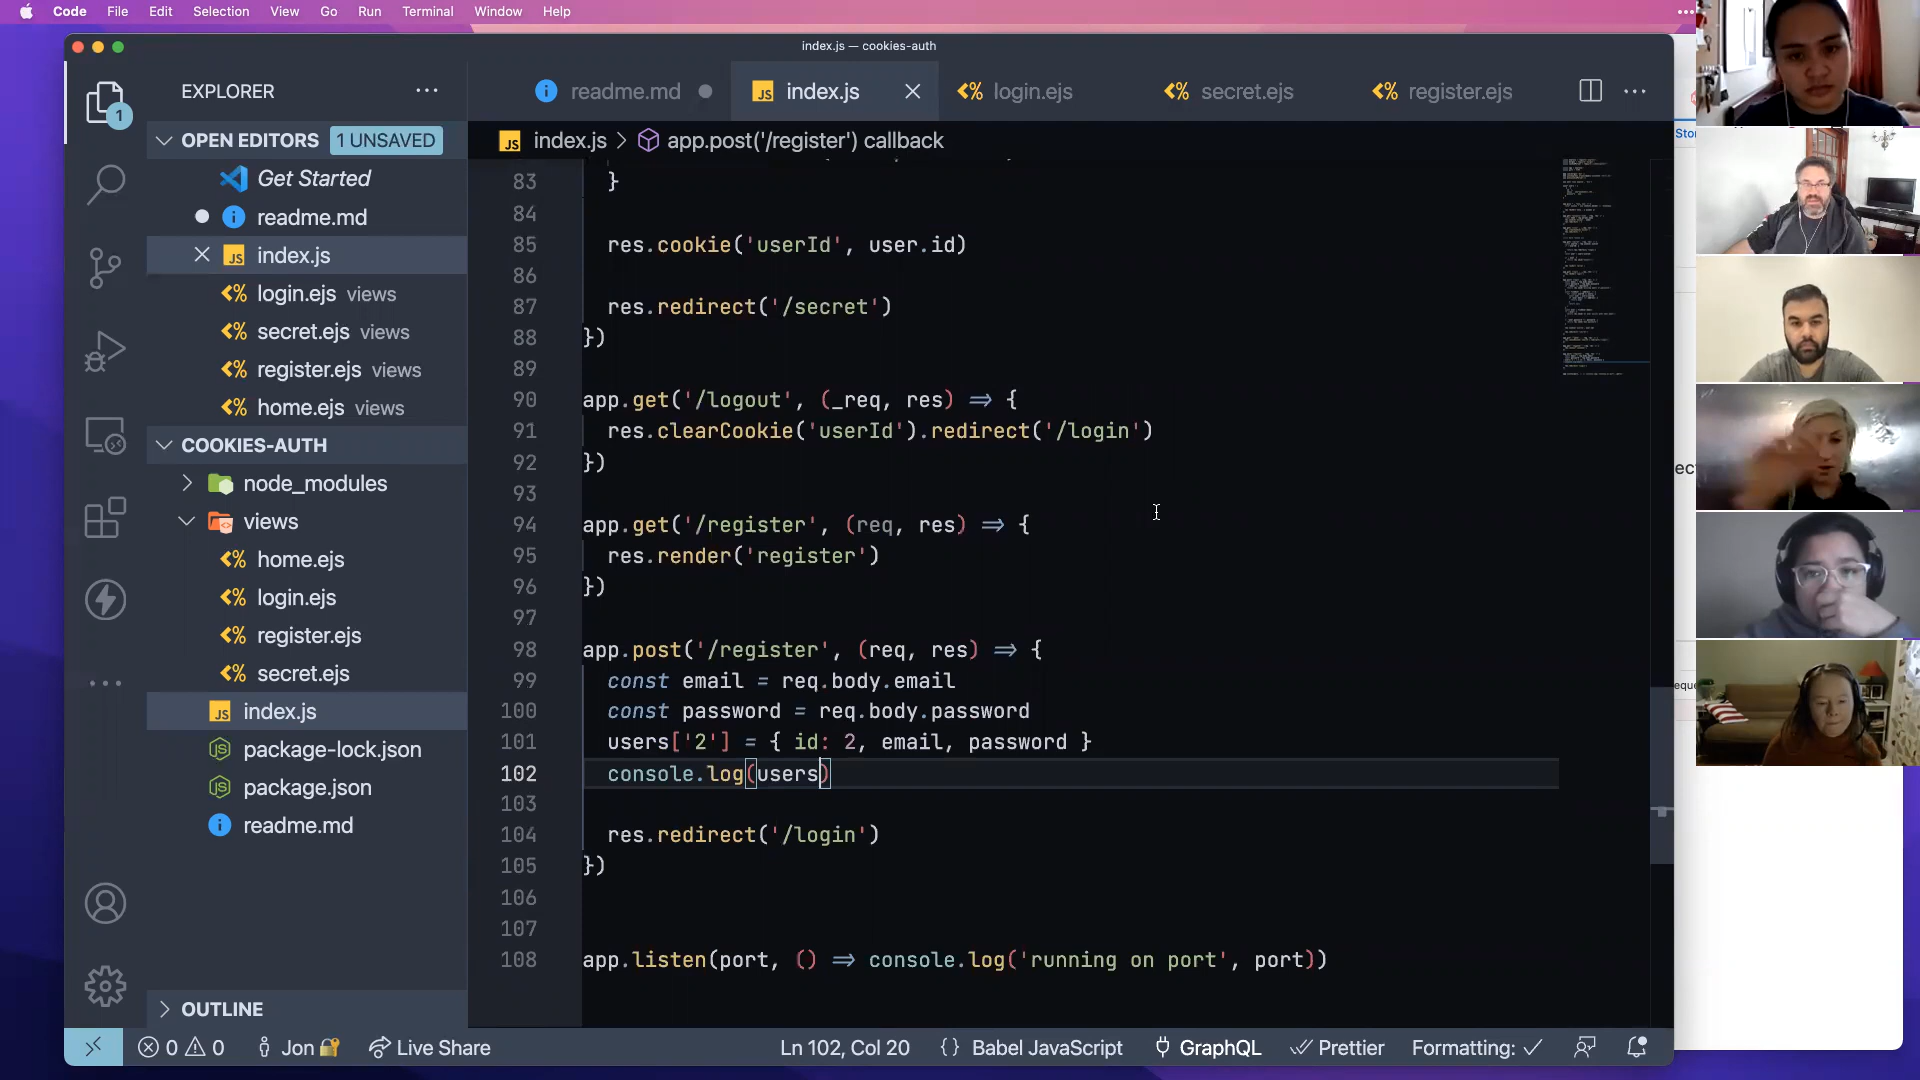 Code File Edit Selection View Go Run Terminal Window Help
index.js — cookies-auth
EXPLORER
readme.md
index.js
login.ejs
secret.ejs
register.ejs
OPEN EDITORS 1 UNSAVED
index.js > app.post('/register') callback
Get Started
readme.md
index.js
login.ejs views
secret.ejs views
register.ejs views
home.ejs views
COOKIES-AUTH
node_modules
views
home.ejs
login.ejs
register.ejs
secret.ejs
index.js
package-lock.json
package.json
readme.md
OUTLINE
1
83 }
84
85 res.cookie('userId', user.id)
86
87 res.redirect('/secret')
88 })
89
90 app.get('/logout', (_req, res) => {
91 res.clearCookie('userId').redirect('/login')
92 })
93
94 app.get('/register', (req, res) => {
95 res.render('register')
96 })
97
98 app.post('/register', (req, res) => {
99 const email = req.body.email
100 const password = req.body.password
101 users['2'] = { id: 2, email, password }
102 console.log(users)
103
104 res.redirect('/login')
105 })
106
107
108 app.listen(port, () => console.log('running on port', port))
0 0 Jon Live Share Ln 102, Col 20 {} Babel JavaScript GraphQL Prettier Formatting: ✓
Stor
ect
eque